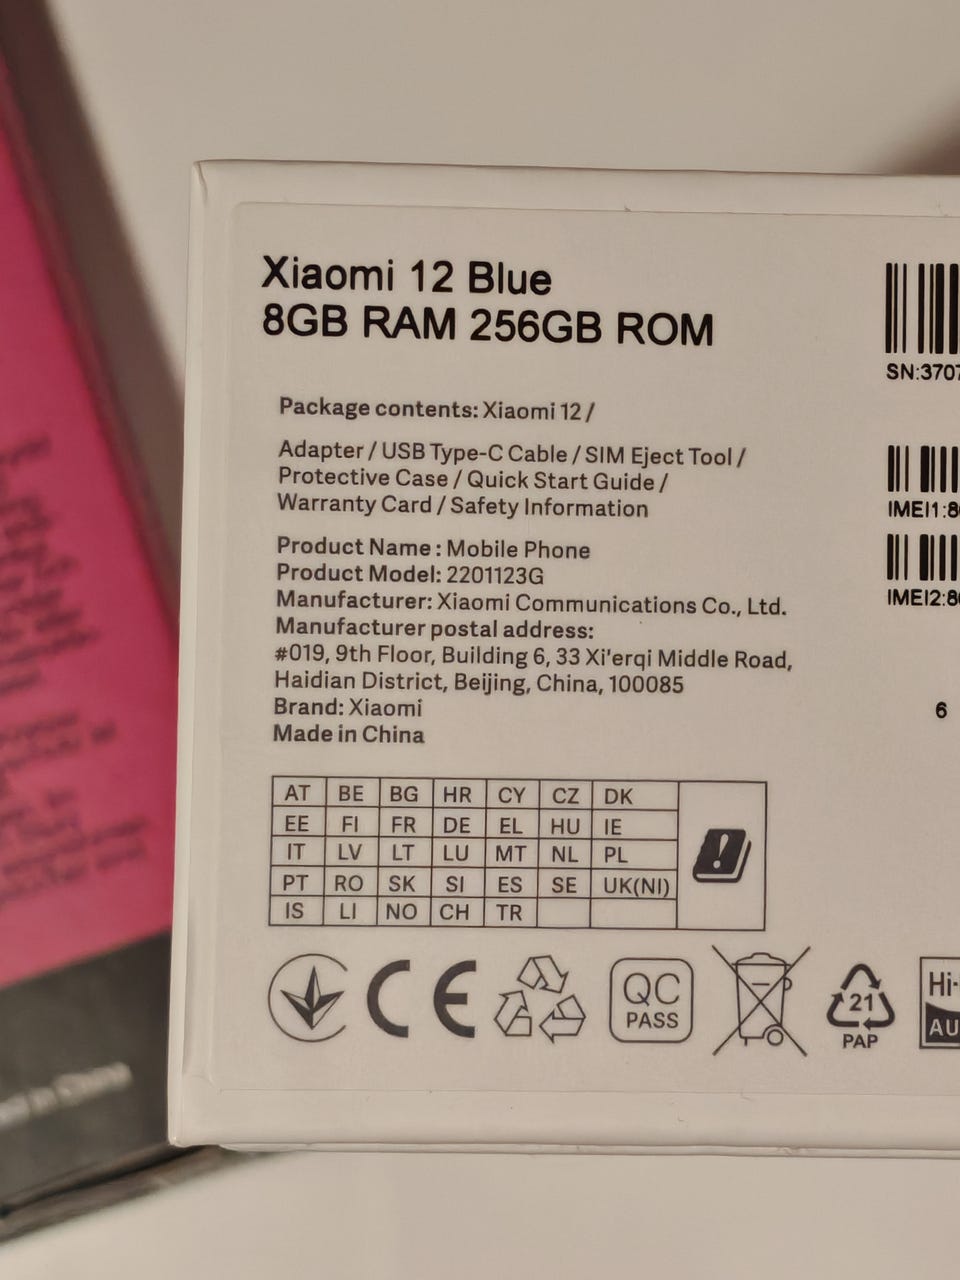 Xiaomi 12 Blue
8GB RAM 256GB ROM
Package contents: Xiaomi 12 /
Adapter / USB Type-C Cable / SIM Eject Tool /
Protective Case / Quick Start Guide /
Warranty Card / Safety Information
Product Name : Mobile Phone
Product Model: 2201123G
Manufacturer: Xiaomi Communications Co., Ltd.
Manufacturer postal address:
#019, 9th Floor, Building 6, 33 Xi'erqi Middle Road,
Haidian District, Beijing, China, 100085
Brand: Xiaomi
Made in China
AT BE BG HR CY CZ DK
EE FI FR DE EL HU IE
IT LV LT LU MT NL PL
PT RO SK SI ES SE UK(NI)
IS LI NO CH TR
CE
QC
PASS
21
PAP
Hi-
AU
SN:3707
IMEI1:8
IMEI2:8
6
in China